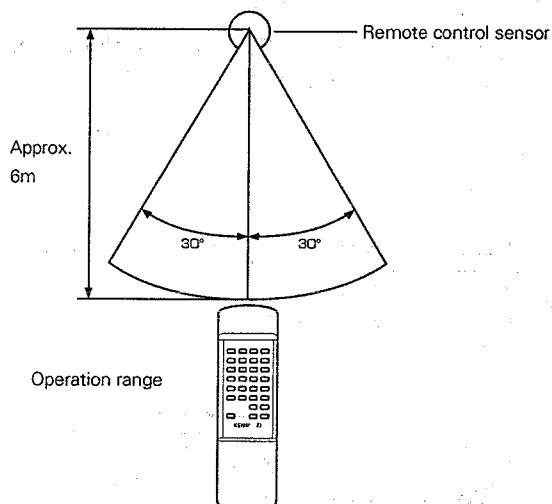 Remote control sensor
Approx.
6m
30°
30°
Operation range